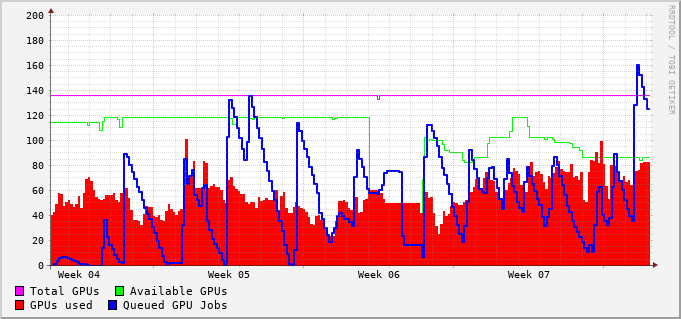 200
180
160
140
120
100
80
60
40
20
0
Week 04 Week 05 Week 06 Week 07
Total GPUs Available GPUs
GPUs used Queued GPU Jobs
RRDTOOL / TOBI OETIKER